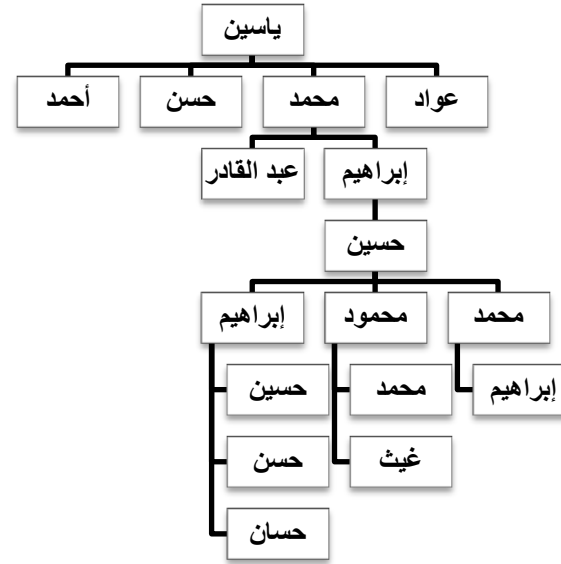 ياسين
عواد
محمد
حسن
أحمد
إبراهيم
عبد القادر
حسين
محمد
محمود
إبراهيم
إبراهيم
محمد
حسين
غيث
حسن
حسان